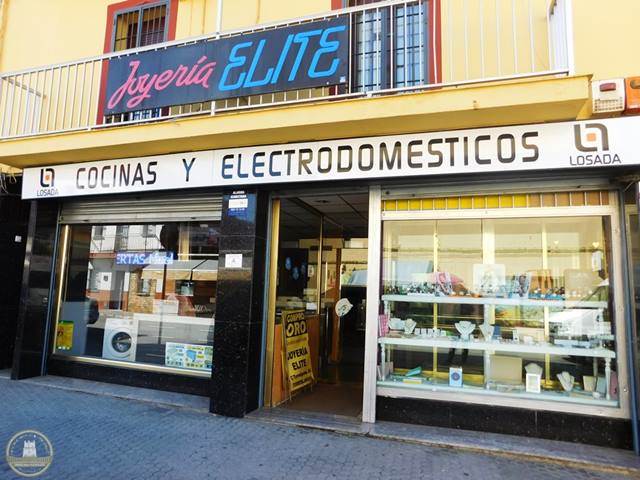 Joyería ELITE
LOSADA
COCINAS Y ELECTRODOMESTICOS
LOSADA
COMPRO
ORO
JOYERIA
ELITE